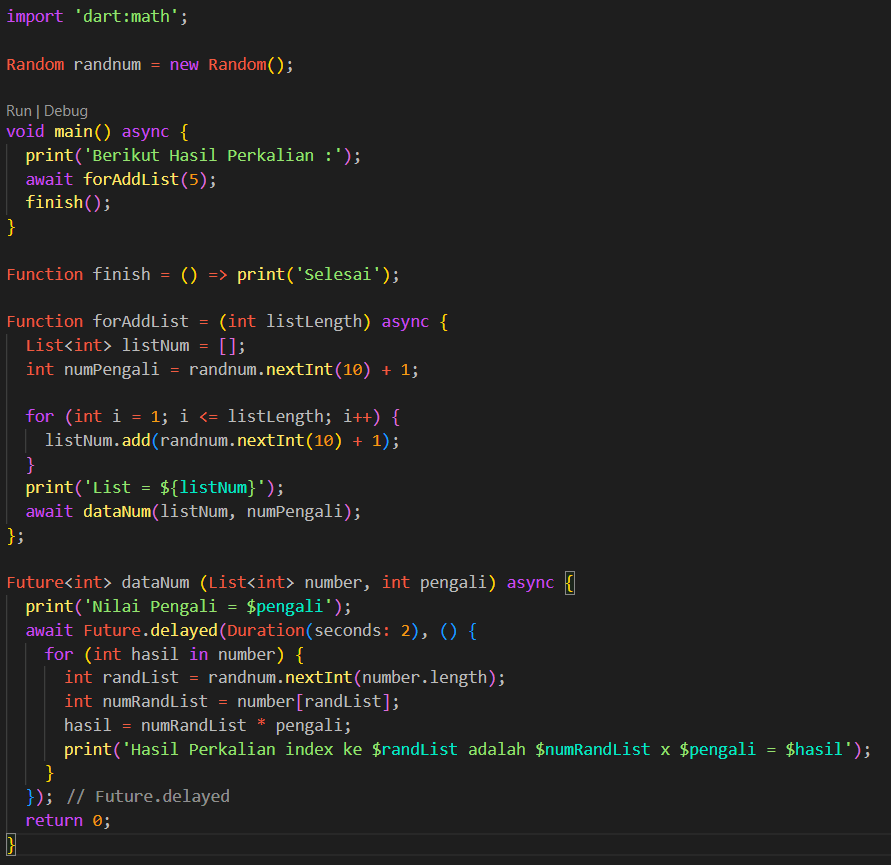 import 'dart:math';
Random randnum = new Random();
Run | Debug
void main() async {
  print('Berikut Hasil Perkalian :');
  await forAddList(5);
  finish();
}
Function finish = () => print('Selesai');
Function forAddList = (int listLength) async {
  List<int> listNum = [];
  int numPengali = randnum.nextInt(10) + 1;
  for (int i = 1; i <= listLength; i++) {
    listNum.add(randnum.nextInt(10) + 1);
  }
  print('List = ${listNum}');
  await dataNum(listNum, numPengali);
};
Future<int> dataNum (List<int> number, int pengali) async {
  print('Nilai Pengali = $pengali');
  await Future.delayed(Duration(seconds: 2), () {
    for (int hasil in number) {
      int randList = randnum.nextInt(number.length);
      int numRandList = number[randList];
      hasil = numRandList * pengali;
      print('Hasil Perkalian index ke $randList adalah $numRandList x $pengali = $hasil');
    }
  }); // Future.delayed
  return 0;
}